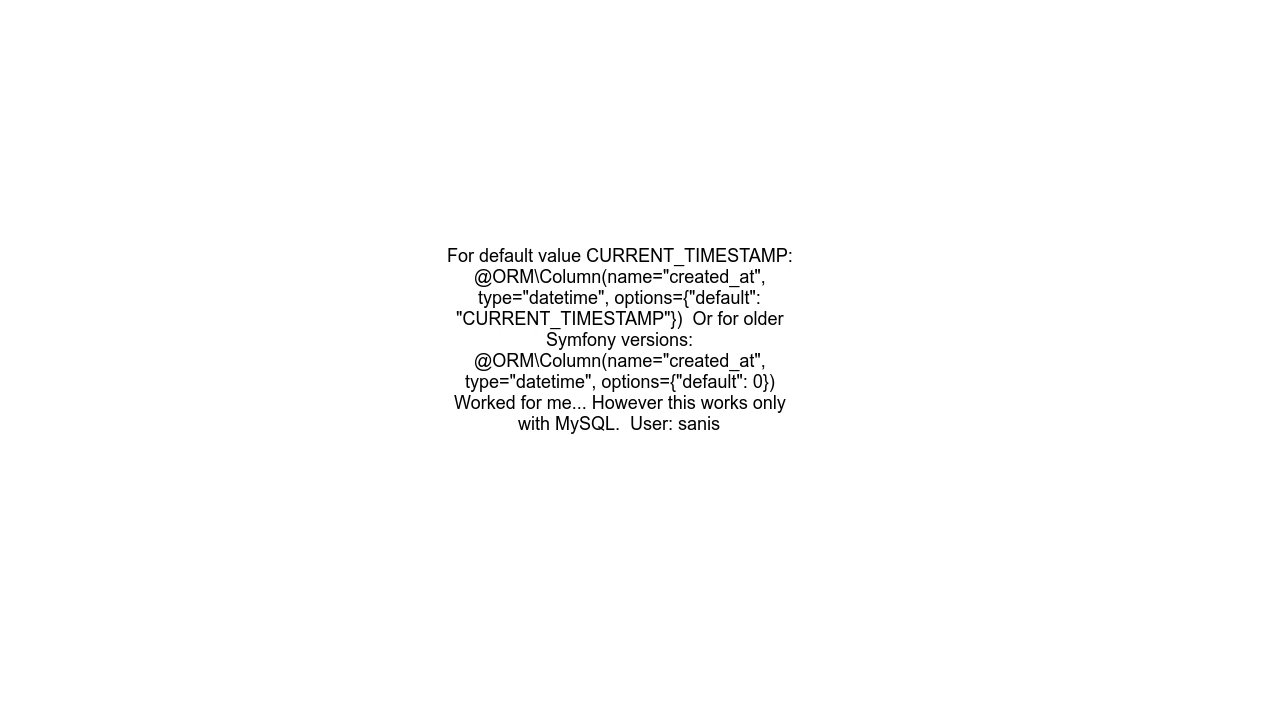 For default value CURRENT_TIMESTAMP:
@ORM\Column(name="created_at",
type="datetime", options={"default":
"CURRENT_TIMESTAMP"})  Or for older
Symfony versions:
@ORM\Column(name="created_at",
type="datetime", options={"default": 0})
Worked for me... However this works only
with MySQL.  User: sanis